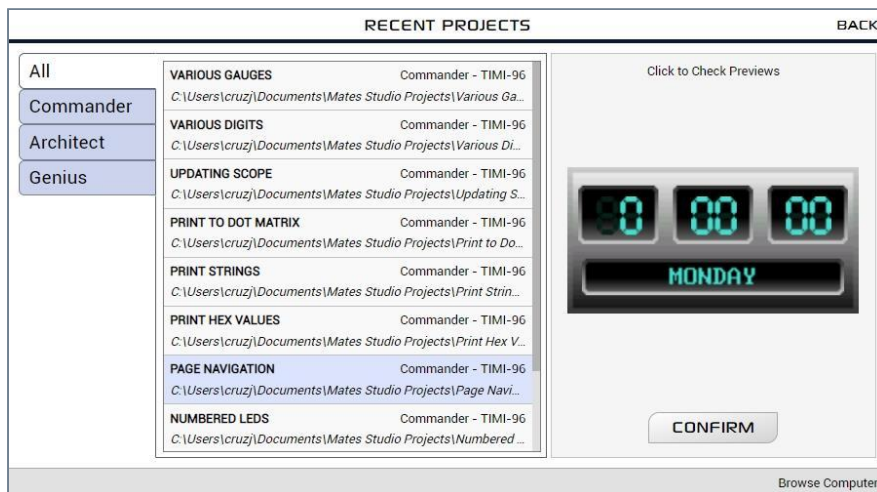 RECENT PROJECTS
BACK
All
Commander
Architect
Genius
VARIOUS GAUGES Commander - TIMI-96
C:\Users\cruzj\Documents\Mates Studio Projects\Various Ga...
VARIOUS DIGITS Commander - TIMI-96
C:\Users\cruzj\Documents\Mates Studio Projects\Various Di...
UPDATING SCOPE Commander - TIMI-96
C:\Users\cruzj\Documents\Mates Studio Projects\Updating S...
PRINT TO DOT MATRIX Commander - TIMI-96
C:\Users\cruzj\Documents\Mates Studio Projects\Print to Do...
PRINT STRINGS Commander - TIMI-96
C:\Users\cruzj\Documents\Mates Studio Projects\Print Strin...
PRINT HEX VALUES Commander - TIMI-96
C:\Users\cruzj\Documents\Mates Studio Projects\Print Hex V...
PAGE NAVIGATION Commander - TIMI-96
C:\Users\cruzj\Documents\Mates Studio Projects\Page Navi...
NUMBERED LEDS Commander - TIMI-96
C:\Users\cruzj\Documents\Mates Studio Projects\Numbered ...
Click to Check Previews
0 00 00
MONDAY
CONFIRM
Browse Computer